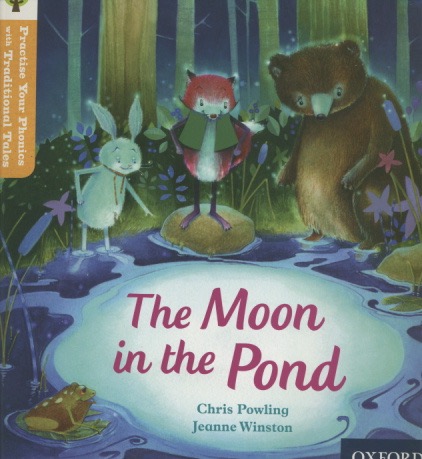 Practise Your Phonics
with Traditional Tales
The Moon
in the Pond
Chris Powling
Jeanne Winston
OXFORD